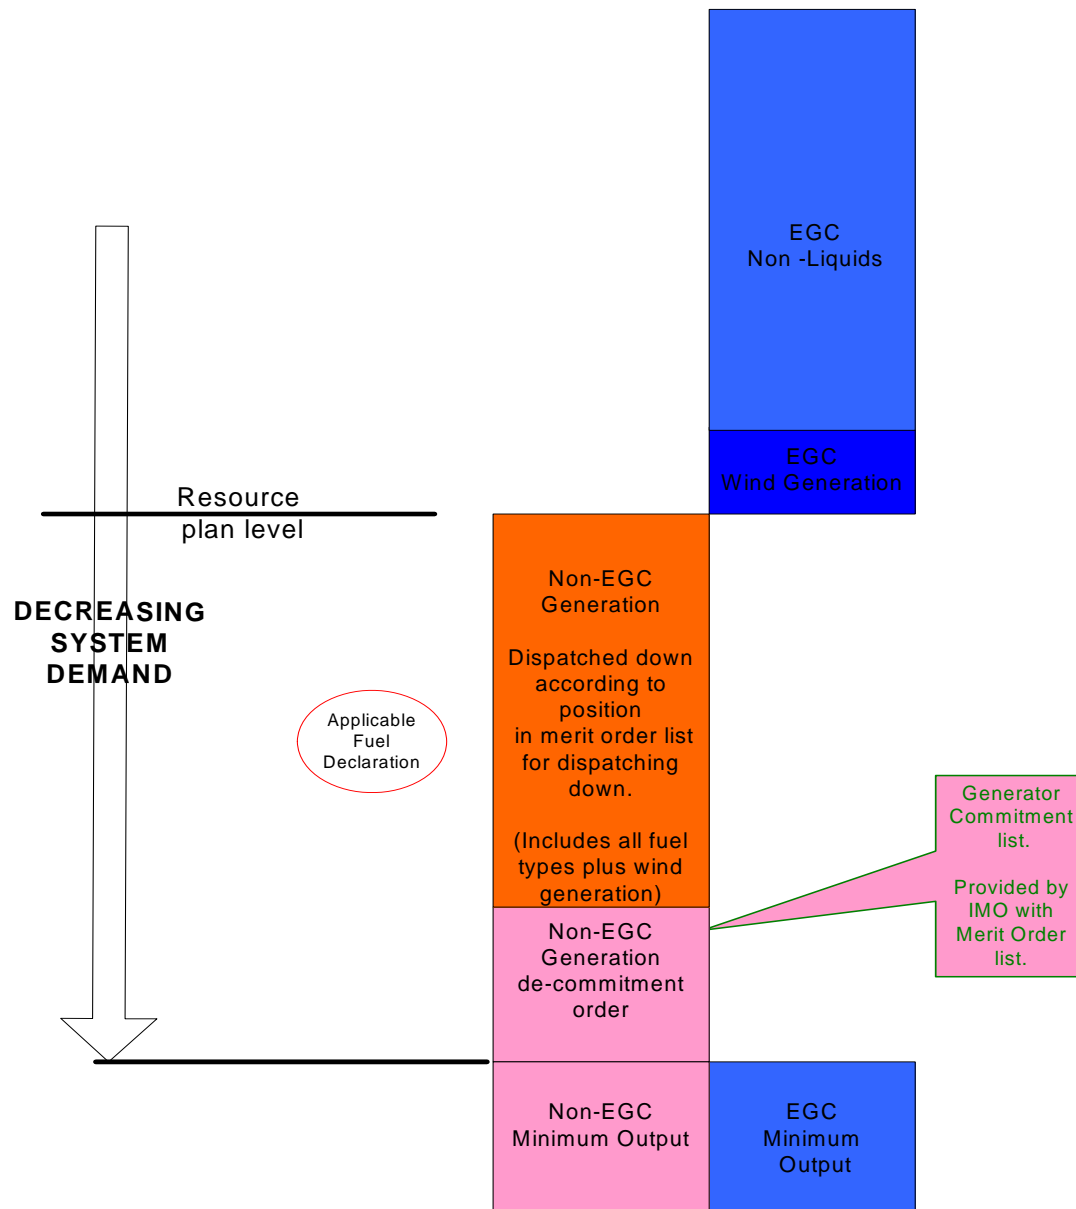 EGC
Non -Liquids
EGC
Wind Generation
Resource
plan level
DECREASING
SYSTEM
DEMAND
Non-EGC
Generation
Dispatched down
according to
position
in merit order list
for dispatching
down.
(Includes all fuel
types plus wind
generation)
Applicable
Fuel
Declaration
Generator
Commitment
list.
Provided by
IMO with
Merit Order
list.
Non-EGC
Generation
de-commitment
order
Non-EGC
Minimum Output
EGC
Minimum
Output